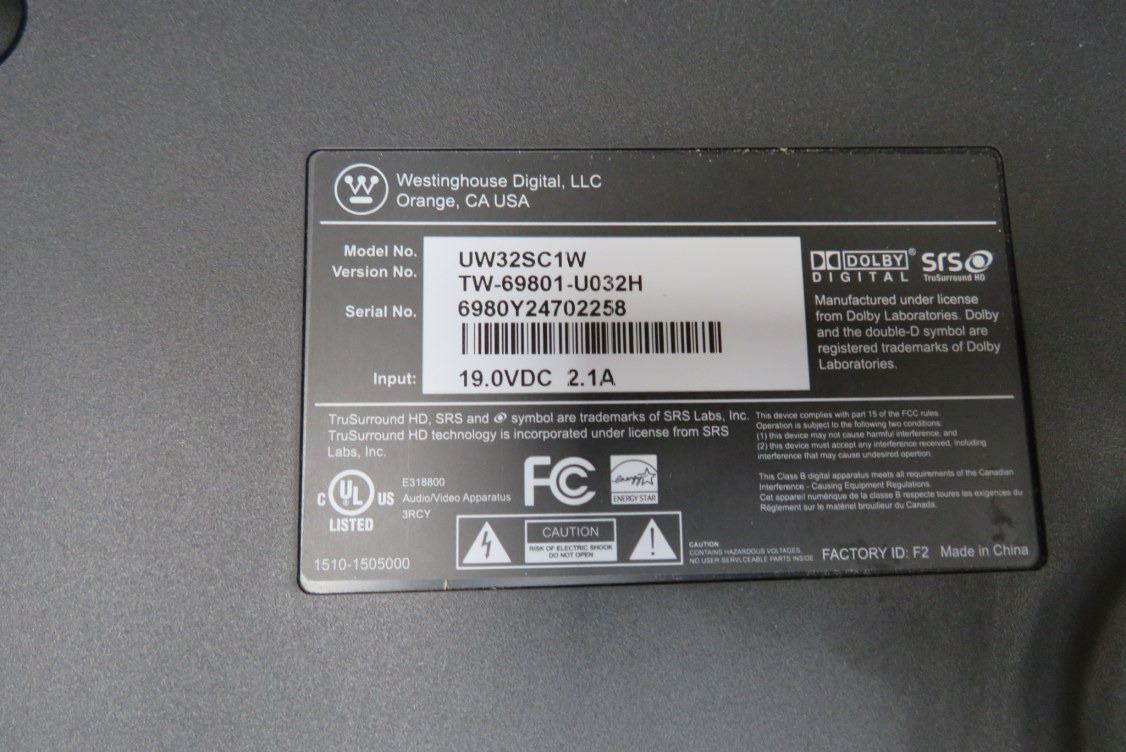 Westinghouse Digital, LLC
Orange, CA USA
Model No. UW32SC1W
Version No. TW-69801-U032H
Serial No. 6980Y24702258
Input: 19.0VDC 2.1A
DOLBY®
DIGITAL
SRS
TruSurround HD
Manufactured under license
from Dolby Laboratories. Dolby
and the double-D symbol are
registered trademarks of Dolby
Laboratories.
TruSurround HD, SRS and symbol are trademarks of SRS Labs, Inc.
TruSurround HD technology is incorporated under license from SRS
Labs, Inc.
This device complies with part 15 of the FCC rules.
Operation is subject to the following two conditions:
(1) this device may not cause harmful interference, and
(2) this device must accept any interference received, including
interference that may cause undesired opertion.
This Class B digital apparatus meets all requirements of the Canadian
Interference - Causing Equipment Regulations.
Cet appareil numérique de la classe B respecte toures les exigences du
Règlement sur le matèriel brouilleur du Canada.
C UL US
LISTED
E318800
Audio/Video Apparatus
3RCY
FC
energy
ENERGY STAR
CAUTION
RISK OF ELECTRIC SHOCK
DO NOT OPEN
CAUTION:
CONTAINS HAZARDOUS VOLTAGES.
NO USER SERVICEABLE PARTS INSIDE
FACTORY ID: F2 Made in China
1510-1505000